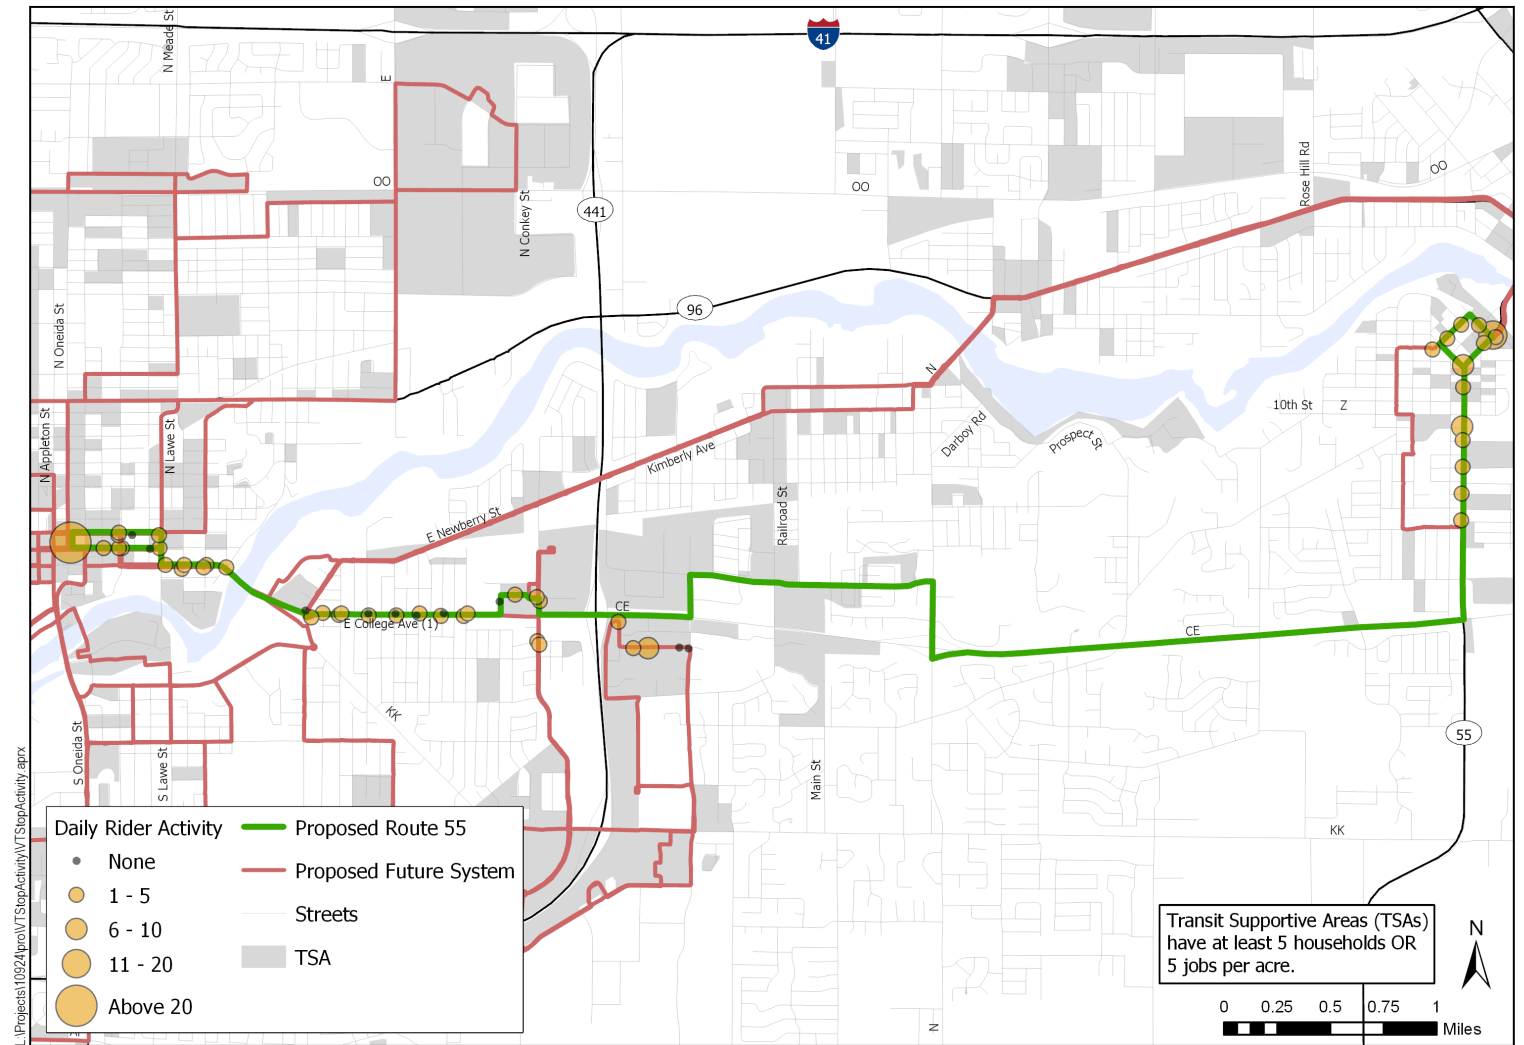 N Meade St
41
E
OO
OO
OO
Rose Hill Rd
N Conkey St
441
96
N Oneida St
N
10th St
Z
Darboy Rd
Prospect St
N Appleton St
N Lawe St
Kimberly Ave
Railroad St
E Newberry St
CE
E College Ave (1)
CE
KK
55
S Oneida St
S Lawe St
Main St
KK
N
Daily Rider Activity
None
1 - 5
6 - 10
11 - 20
Above 20
Proposed Route 55
Proposed Future System
Streets
TSA
Transit Supportive Areas (TSAs)
have at least 5 households OR
5 jobs per acre.
N
0 0.25 0.5 0.75 1
Miles
L:\Projects\10924\pro\VTStopActivity\VTStopActivity.aprx